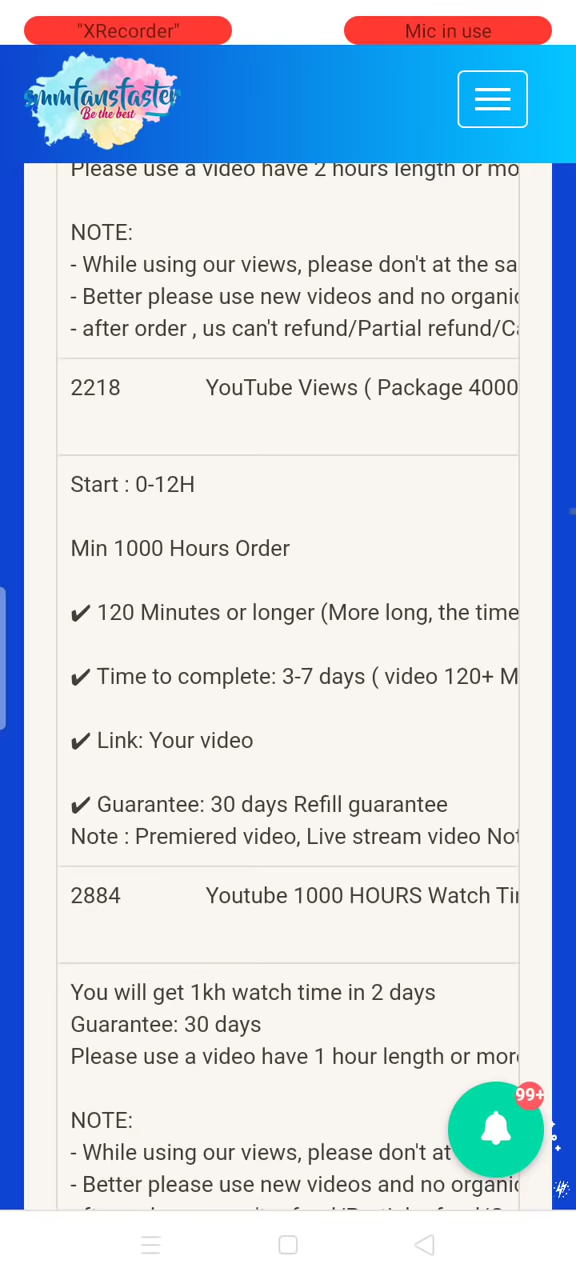 "XRecorder"
Mic in use
smmfansfaster
Be the best
Please use a video have 2 hours length or mo
NOTE:
- While using our views, please don't at the sa
- Better please use new videos and no organic
- after order , us can't refund/Partial refund/Ca
2218 YouTube Views ( Package 4000
Start : 0-12H
Min 1000 Hours Order
✔ 120 Minutes or longer (More long, the time
✔ Time to complete: 3-7 days ( video 120+ M
✔ Link: Your video
✔ Guarantee: 30 days Refill guarantee
Note : Premiered video, Live stream video Not
2884 Youtube 1000 HOURS Watch Ti
You will get 1kh watch time in 2 days
Guarantee: 30 days
Please use a video have 1 hour length or more
99+
NOTE:
- While using our views, please don't at
- Better please use new videos and no organic